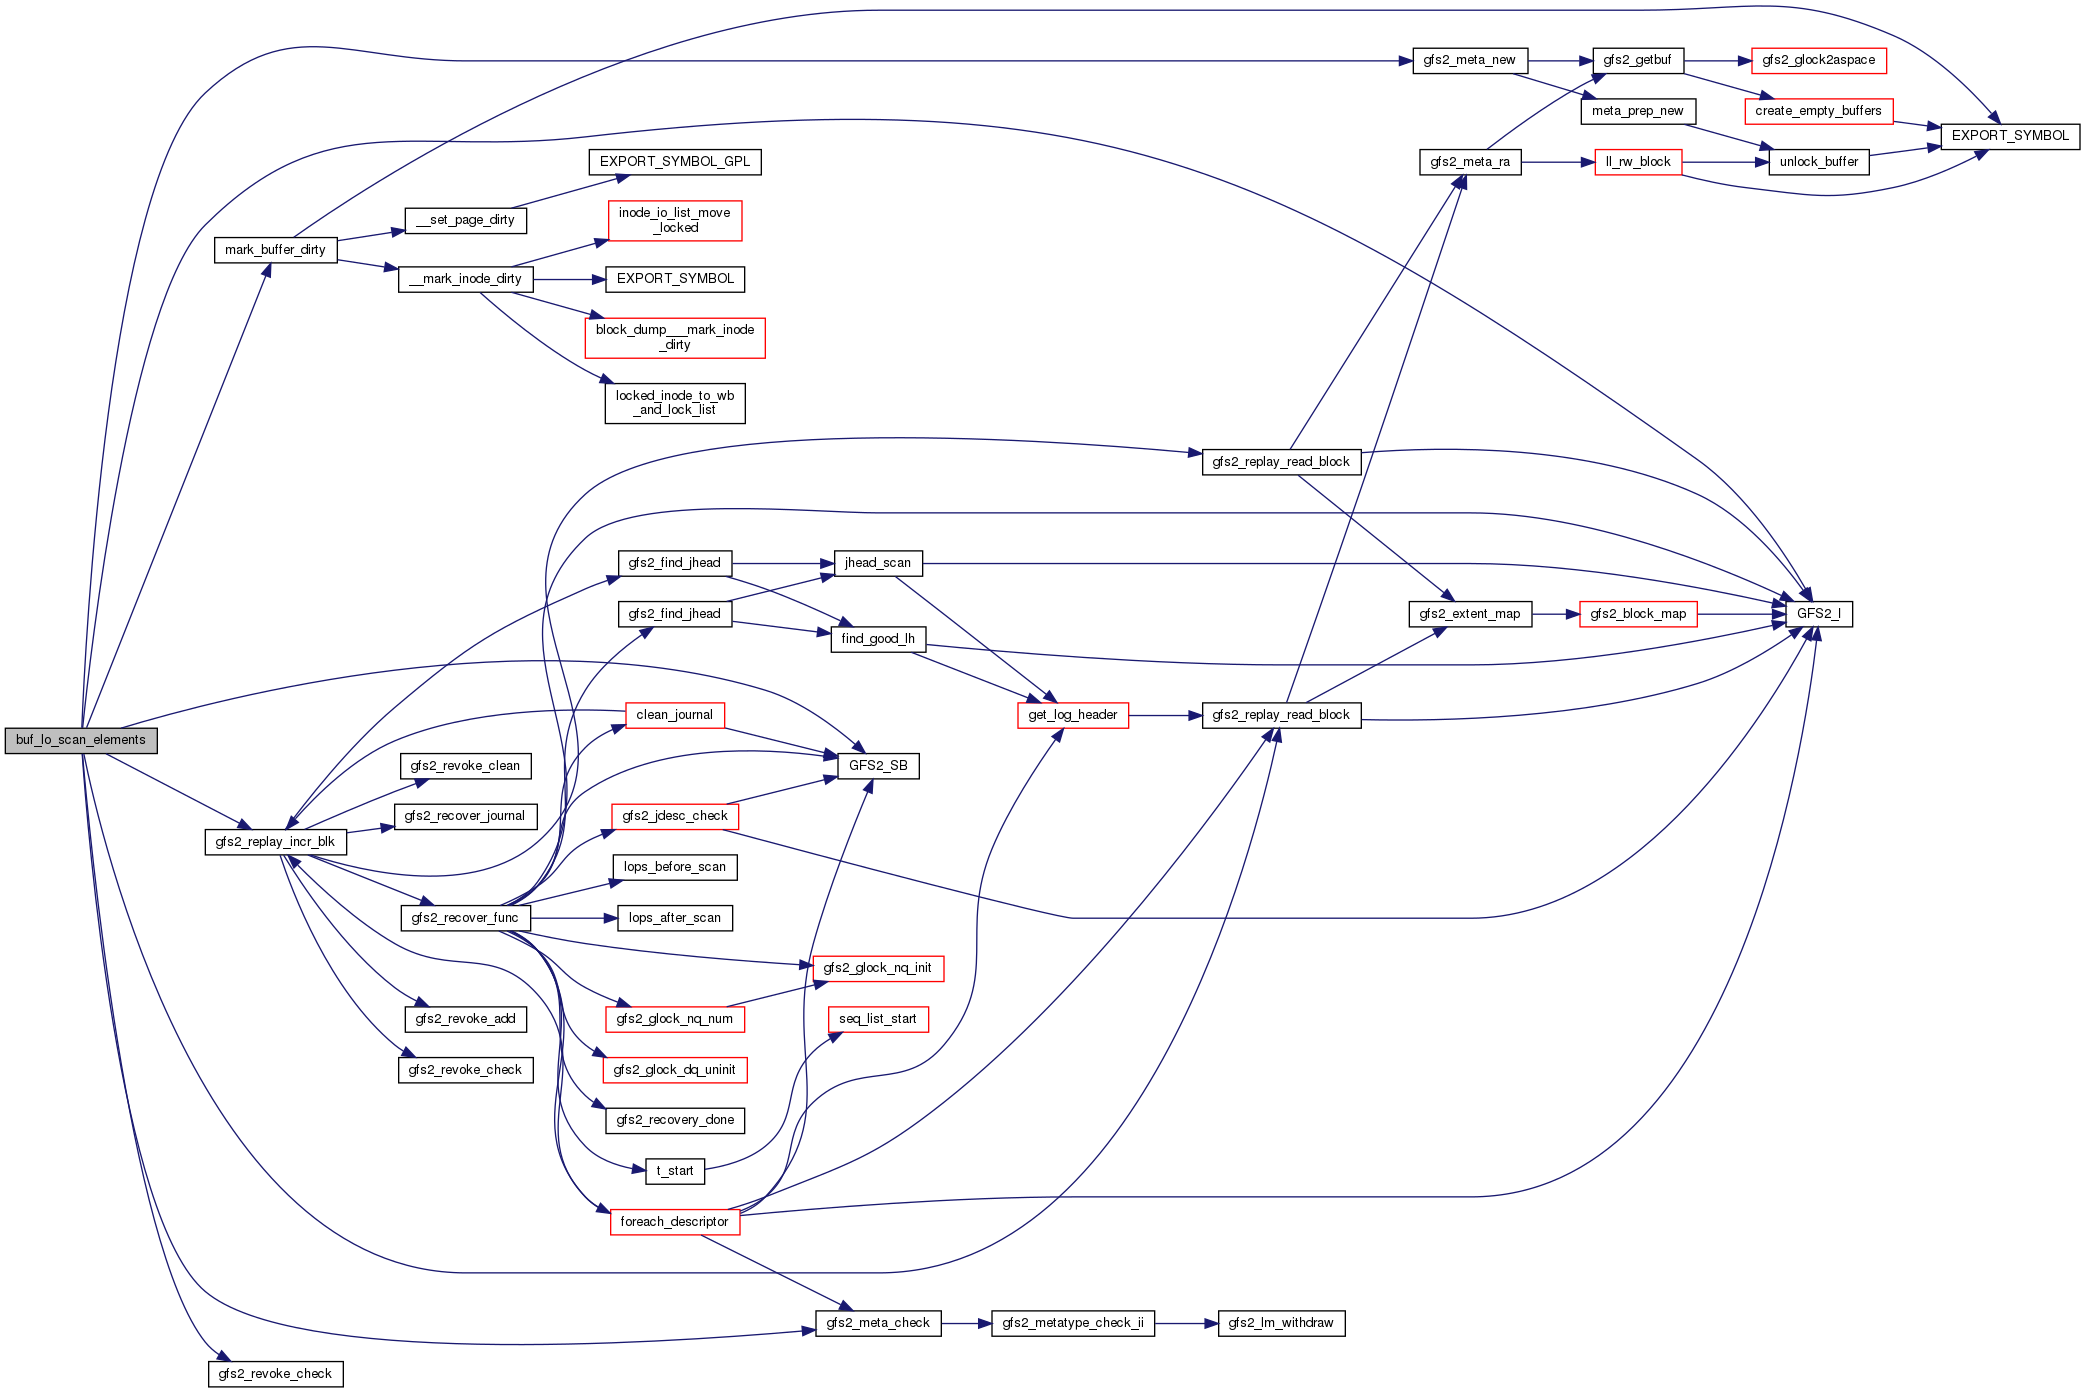 gfs2_meta_new
gfs2_getbuf
gfs2_glock2aspace
meta_prep_new
create_empty_buffers
EXPORT_SYMBOL
EXPORT_SYMBOL_GPL
gfs2_meta_ra
ll_rw_block
unlock_buffer
__set_page_dirty
inode_io_list_move
_locked
mark_buffer_dirty
__mark_inode_dirty
EXPORT_SYMBOL
block_dump___mark_inode
_dirty
locked_inode_to_wb
_and_lock_list
gfs2_replay_read_block
gfs2_find_jhead
jhead_scan
gfs2_find_jhead
find_good_lh
gfs2_extent_map
gfs2_block_map
GFS2_I
clean_journal
get_log_header
gfs2_replay_read_block
buf_lo_scan_elements
gfs2_revoke_clean
GFS2_SB
gfs2_recover_journal
gfs2_jdesc_check
gfs2_replay_incr_blk
lops_before_scan
gfs2_recover_func
lops_after_scan
gfs2_glock_nq_init
gfs2_revoke_add
gfs2_glock_nq_num
seq_list_start
gfs2_revoke_check
gfs2_glock_dq_uninit
gfs2_recovery_done
t_start
foreach_descriptor
gfs2_meta_check
gfs2_metatype_check_ii
gfs2_lm_withdraw
gfs2_revoke_check